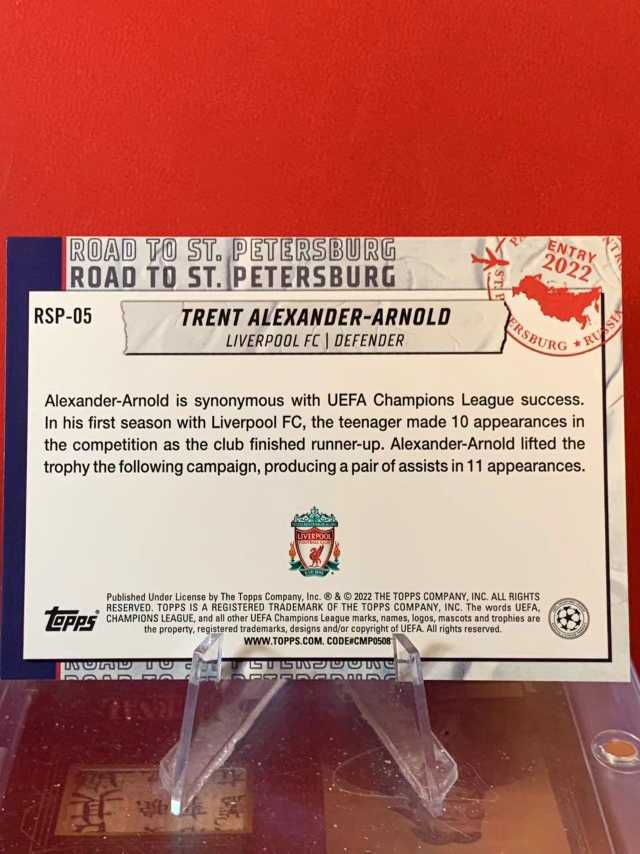 ROAD TO ST. PETERSBURG
ROAD TO ST. PETERSBURG
ENTRY
2022
RSP-05
TRENT ALEXANDER-ARNOLD
LIVERPOOL FC | DEFENDER
Alexander-Arnold is synonymous with UEFA Champions League success.
In his first season with Liverpool FC, the teenager made 10 appearances in
the competition as the club finished runner-up. Alexander-Arnold lifted the
trophy the following campaign, producing a pair of assists in 11 appearances.
LIVERPOOL
Published Under License by The Topps Company, Inc. ® & © 2022 THE TOPPS COMPANY, INC. ALL RIGHTS
RESERVED. TOPPS IS A REGISTERED TRADEMARK OF THE TOPPS COMPANY, INC. The words UEFA,
CHAMPIONS LEAGUE, and all other UEFA Champions League marks, names, logos, mascots and trophies are
the property, registered trademarks, designs and/or copyright of UEFA. All rights reserved.
Topps®
WWW.TOPPS.COM. CODE#CMP0508
ROAD TO ST. PETERSBURG